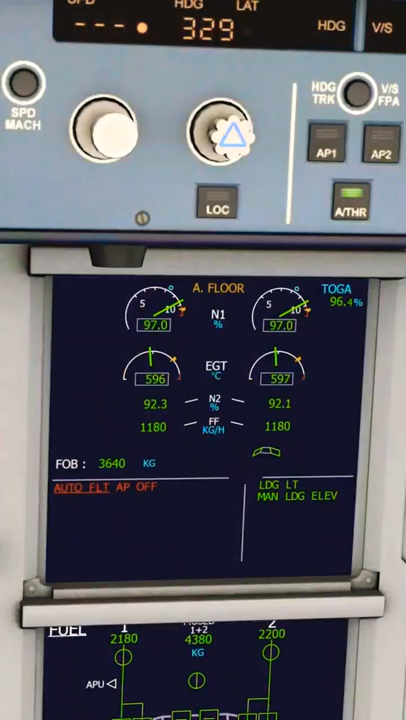 SPD HDG LAT
---• 329 HDG V/S
SPD
MACH
HDG
TRK
V/S
FPA
AP1 AP2
LOC A/THR
A. FLOOR TOGA
96.4%
5 10 5 10
97.0 N1 97.0
%
596 EGT 597
°C
92.3 N2 92.1
%
1180 FF 1180
KG/H
FOB : 3640 KG
AUTO FLT AP OFF
LDG LT
MAN LDG ELEV
FUEL 1 1+2 2
2180 4380 2200
KG
APU